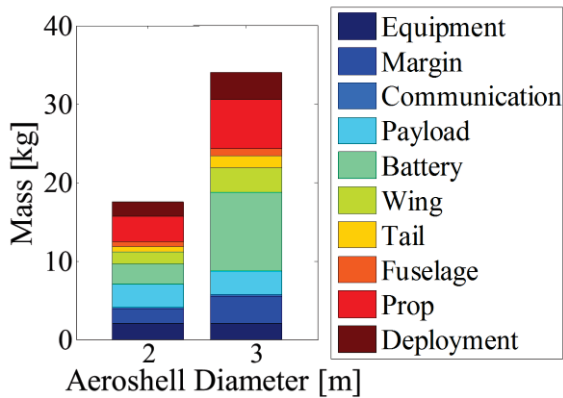 40
30
20
10
0
Mass [kg]
2
3
Aeroshell Diameter [m]
Equipment
Margin
Communication
Payload
Battery
Wing
Tail
Fuselage
Prop
Deployment